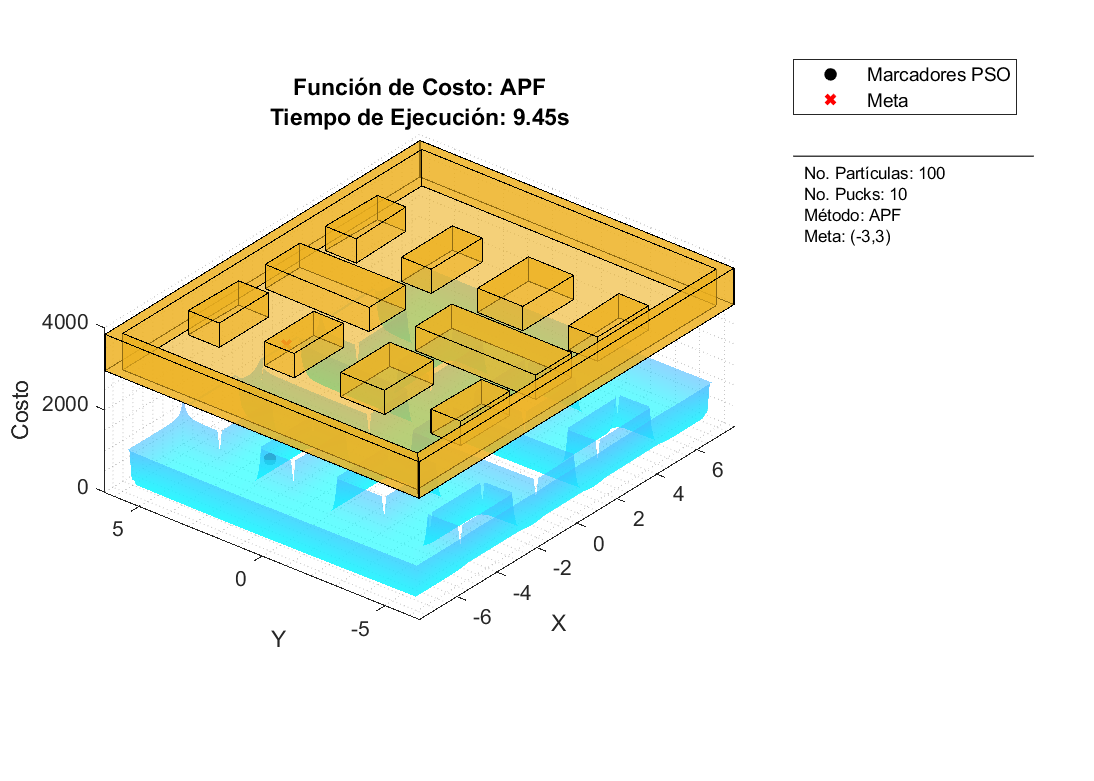 Función de Costo: APF
Tiempo de Ejecución: 9.45s
Marcadores PSO
Meta
No. Partículas: 100
No. Pucks: 10
Método: APF
Meta: (-3,3)
4000
2000
0
Costo
5
0
-5
Y
-6
-4
-2
0
2
4
6
X